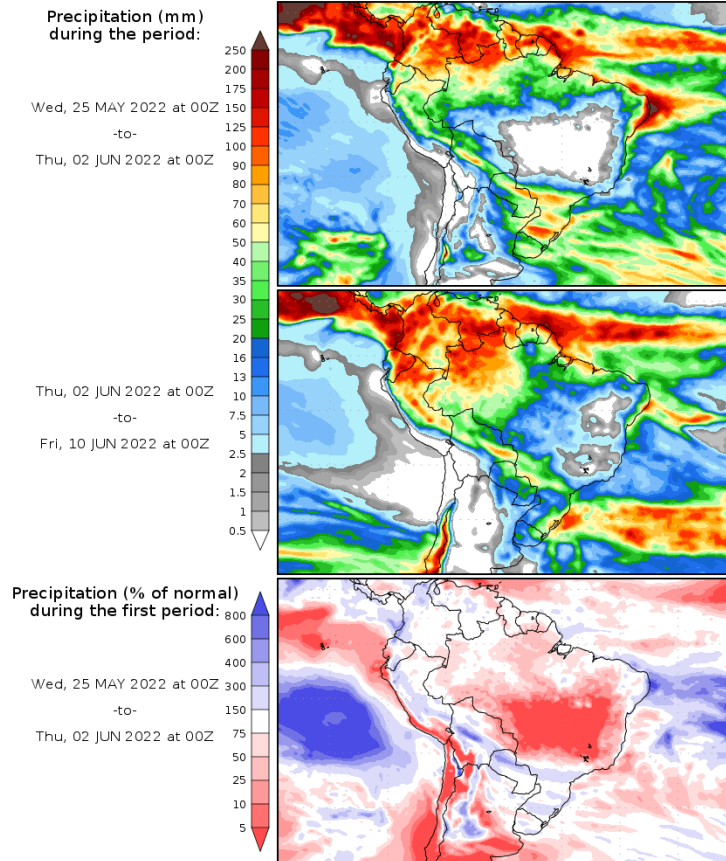 Precipitation (mm)
during the period:
Wed, 25 MAY 2022 at 00Z
-to-
Thu, 02 JUN 2022 at 00Z
Thu, 02 JUN 2022 at 00Z
-to-
Fri, 10 JUN 2022 at 00Z
250
200
175
150
125
100
90
80
70
60
50
40
35
30
25
20
16
13
10
7.5
5
2.5
2
1.5
1
0.5
Precipitation (% of normal)
during the first period:
Wed, 25 MAY 2022 at 00Z
-to-
Thu, 02 JUN 2022 at 00Z
800
600
400
300
150
75
50
25
10
5